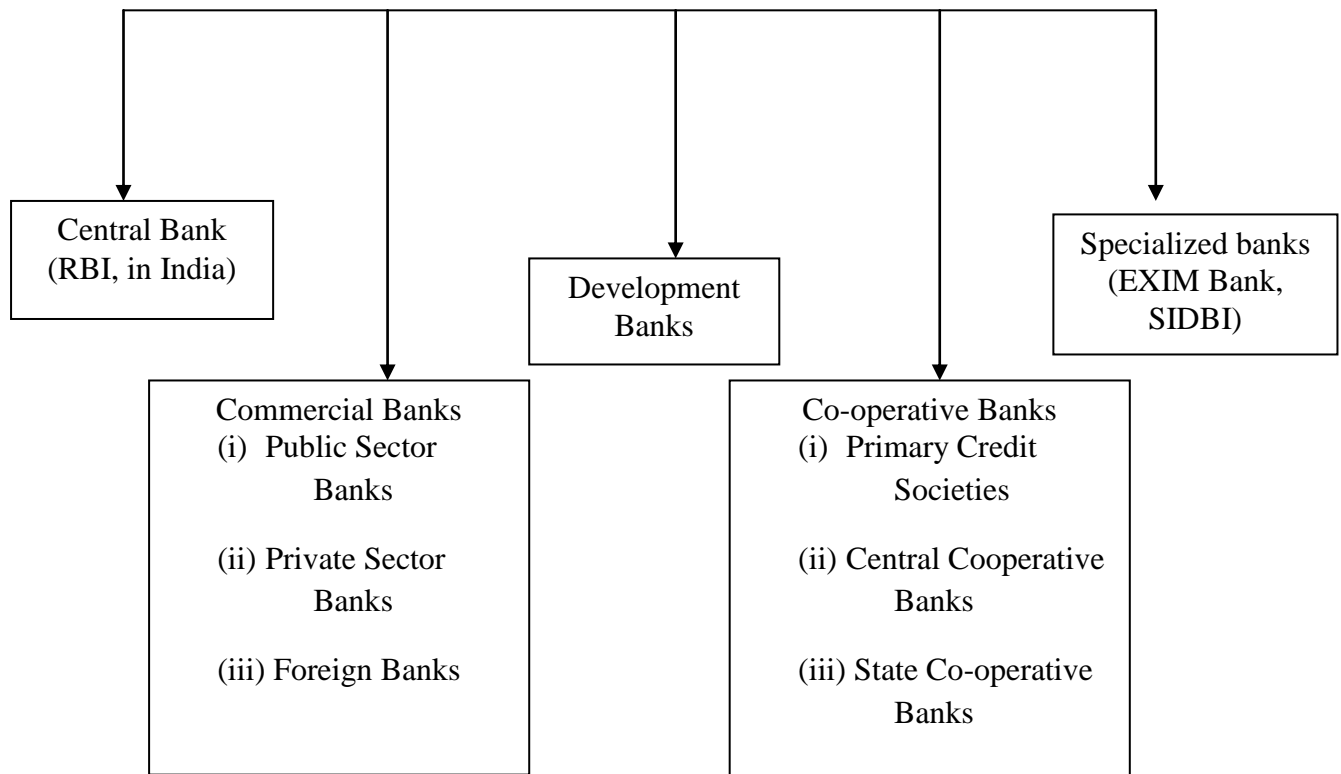 Central Bank
(RBI, in India)
Development
Banks
Specialized banks
(EXIM Bank,
SIDBI)
Commercial Banks
(i) Public Sector
Banks
(ii) Private Sector
Banks
(iii) Foreign Banks
Co-operative Banks
(i) Primary Credit
Societies
(ii) Central Cooperative
Banks
(iii) State Co-operative
Banks